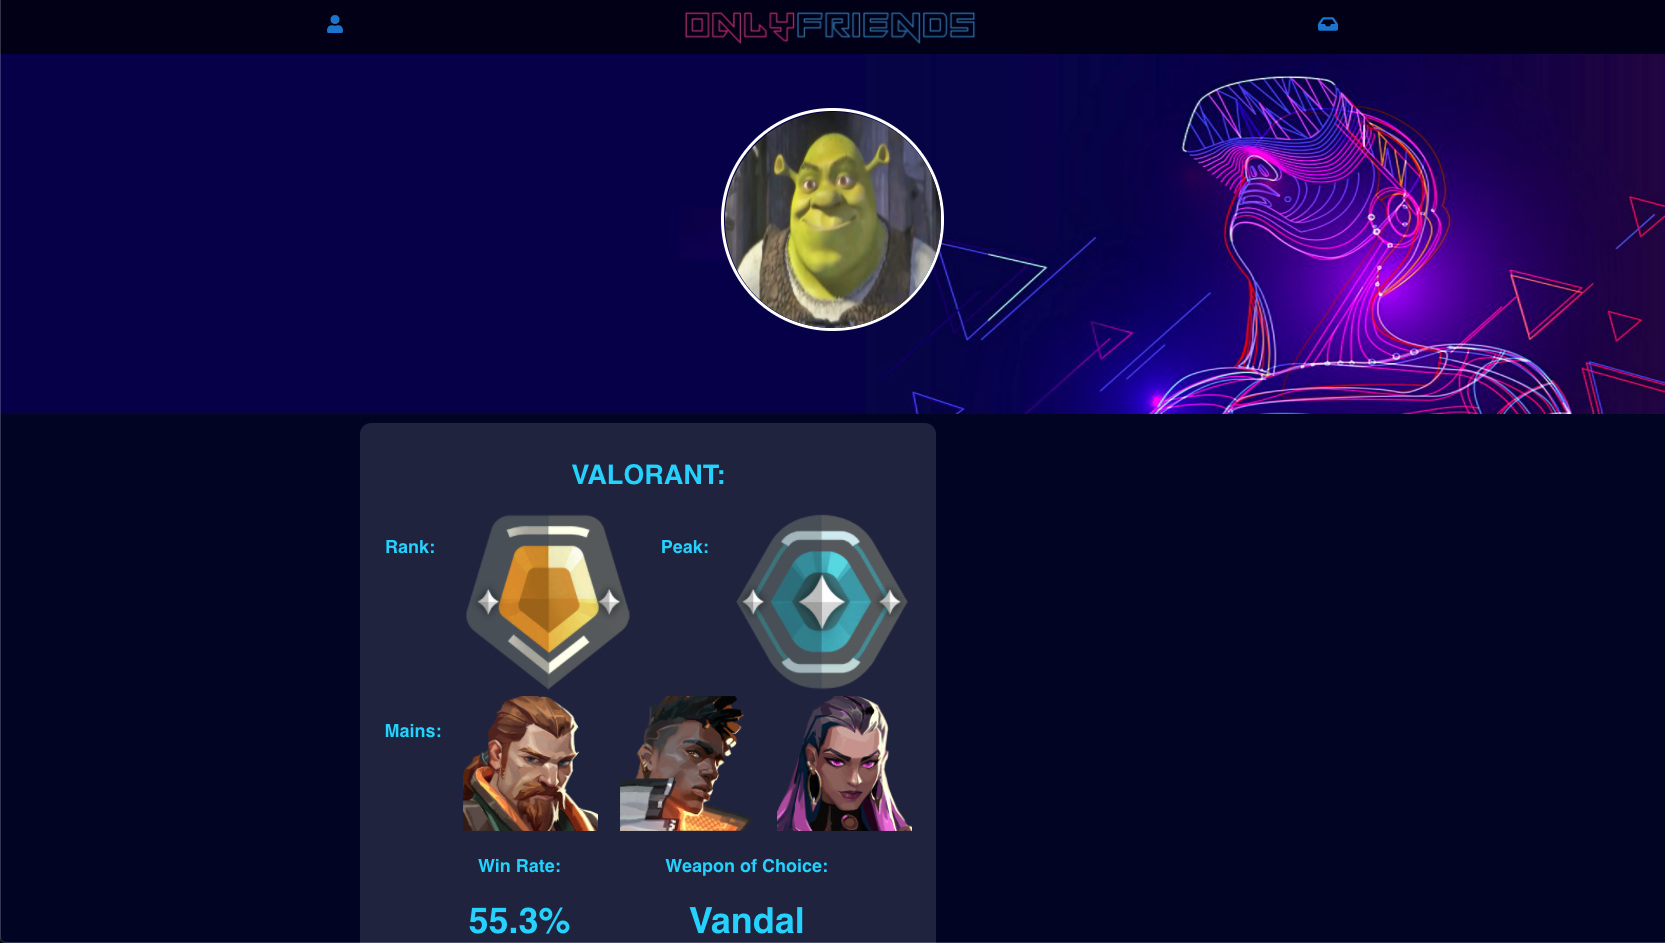 ONLYFRIENDS
VALORANT:
Rank:
Peak:
Mains:
Win Rate:
Weapon of Choice:
55.3%
Vandal